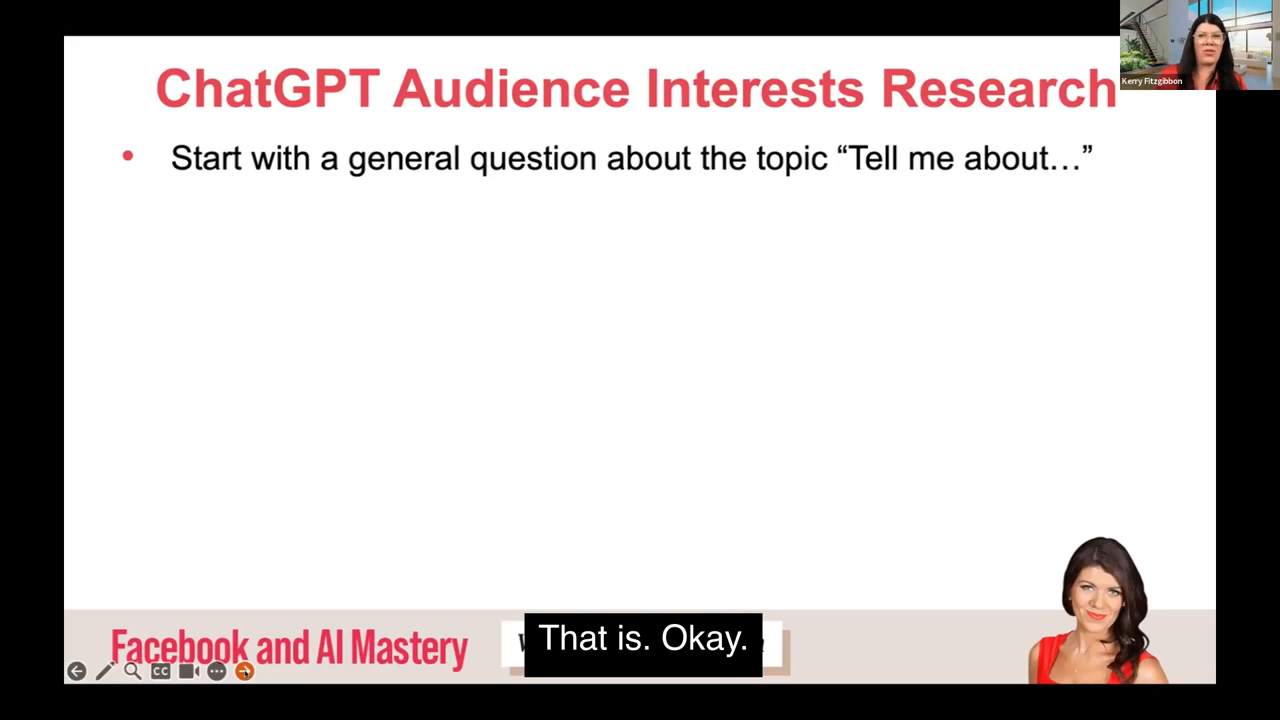 ChatGPT Audience Interests Research
Kerry Fitzgibbon
• Start with a general question about the topic “Tell me about…”
Facebook and AI Mastery
That is. Okay.
CC